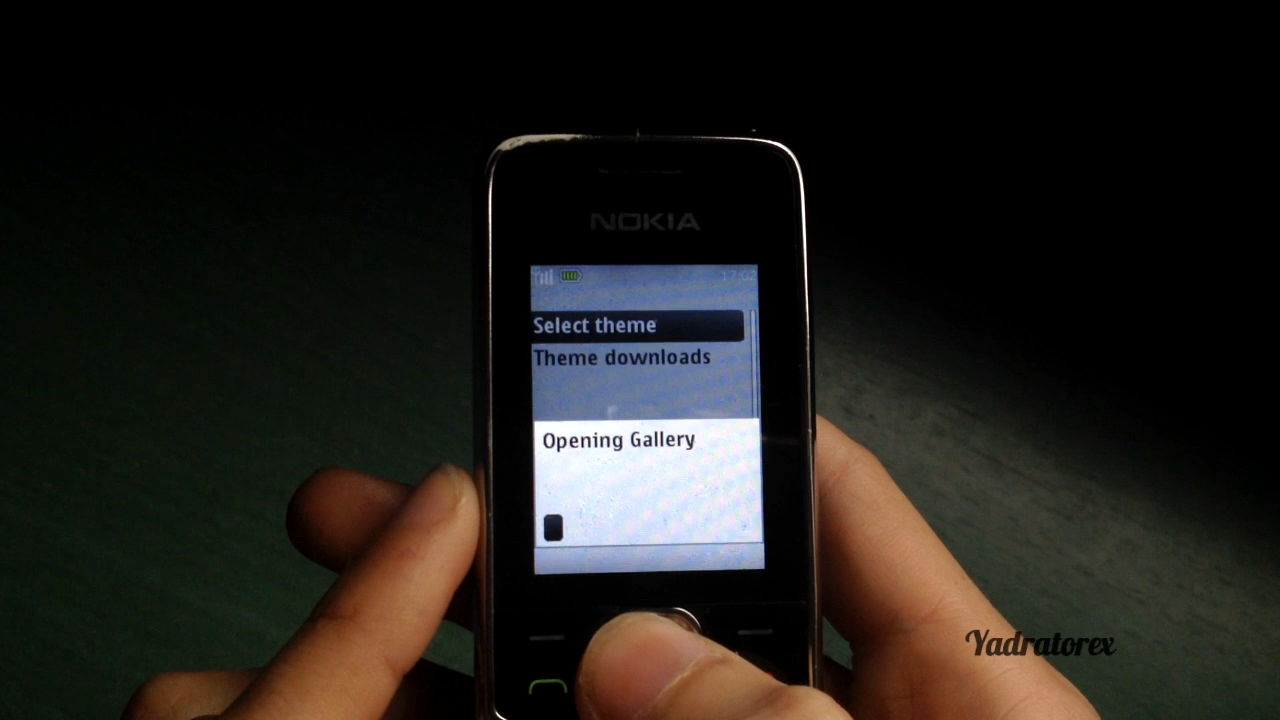 NOKIA
17:02
Select theme
Theme downloads
Opening Gallery
Yadratorex